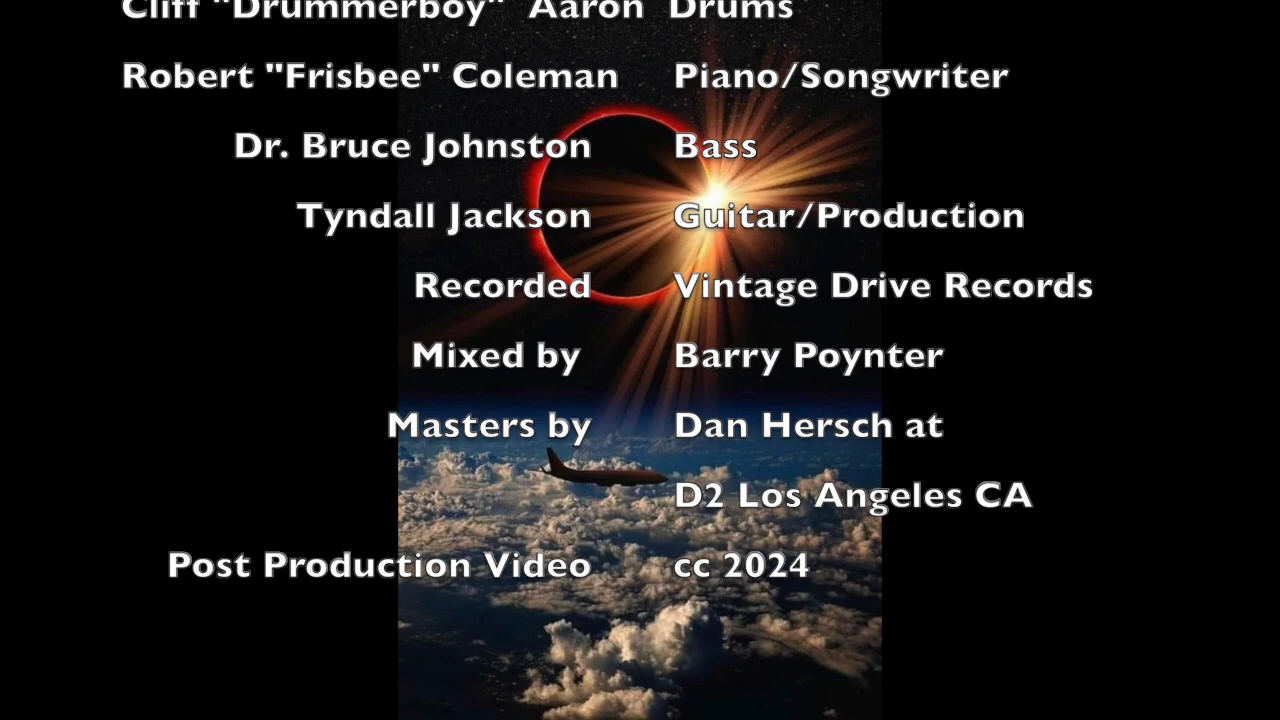 Cliff "Drummerboy" Aaron Drums
Robert "Frisbee" Coleman Piano/Songwriter
Dr. Bruce Johnston Bass
Tyndall Jackson Guitar/Production
Recorded Vintage Drive Records
Mixed by Barry Poynter
Masters by Dan Hersch at
D2 Los Angeles CA
Post Production Video cc 2024